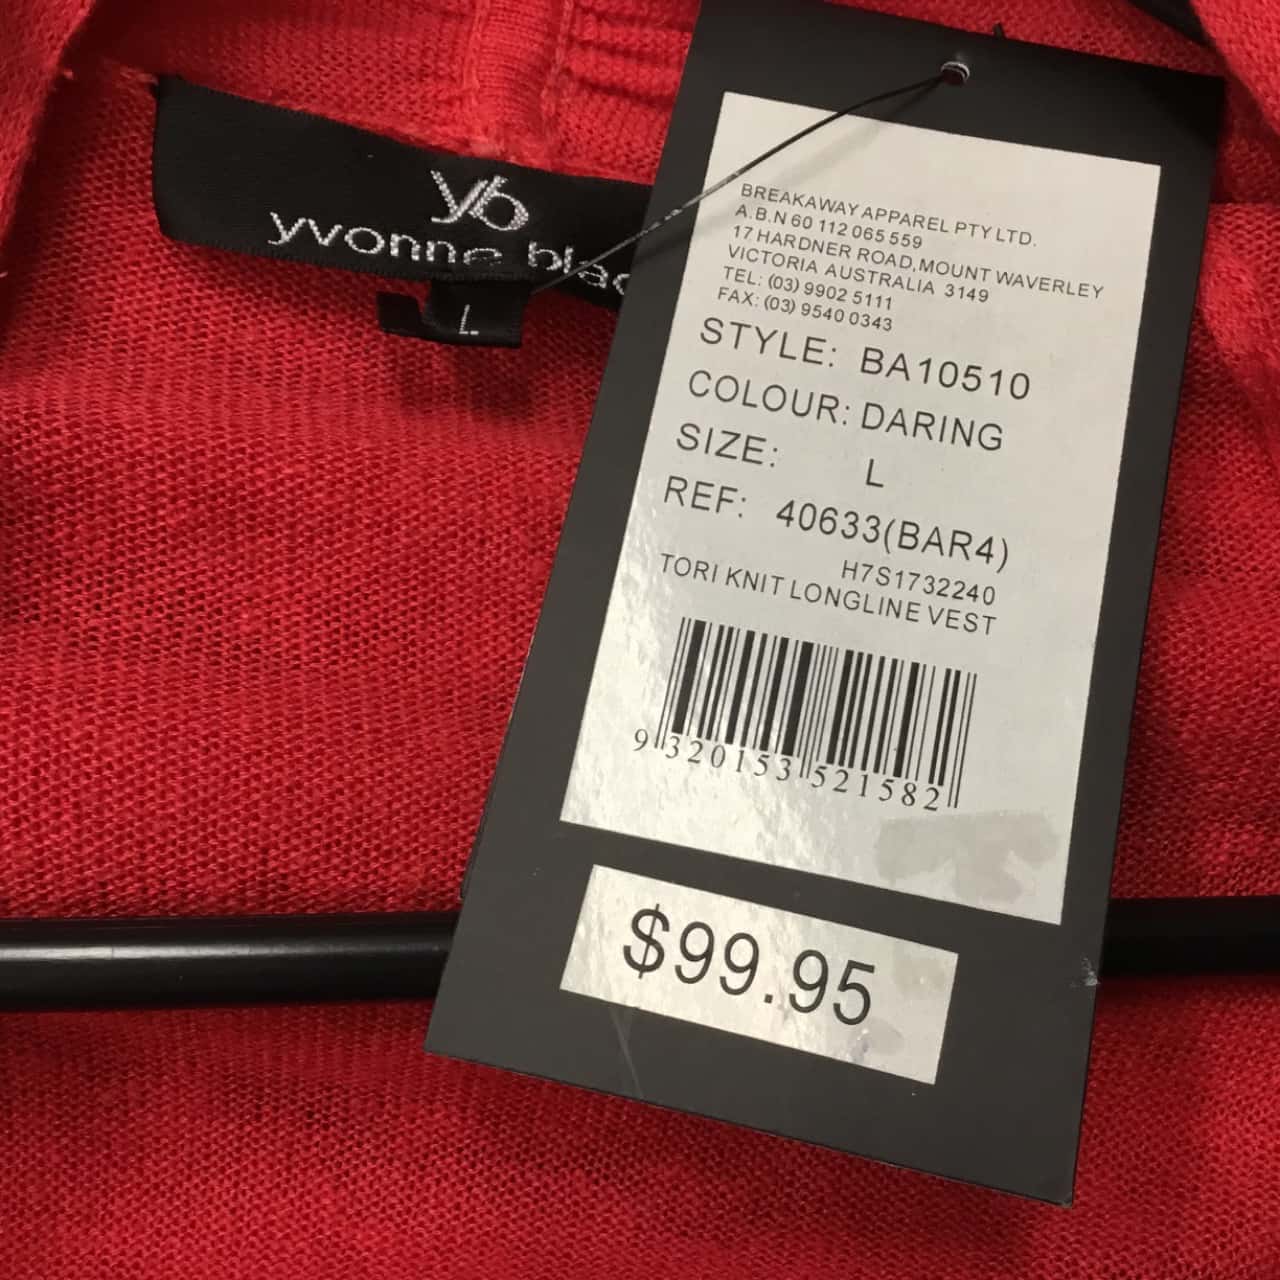 yb
yvonne blac
L
BREAKAWAY APPAREL PTY LTD.
A.B.N 60 112 065 559
17 HARDNER ROAD, MOUNT WAVERLEY
VICTORIA AUSTRALIA 3149
TEL: (03) 9902 5111
FAX: (03) 9540 0343
STYLE: BA10510
COLOUR: DARING
SIZE: L
REF: 40633(BAR4)
H7S1732240
TORI KNIT LONGLINE VEST
9 320153 521582
$99.95